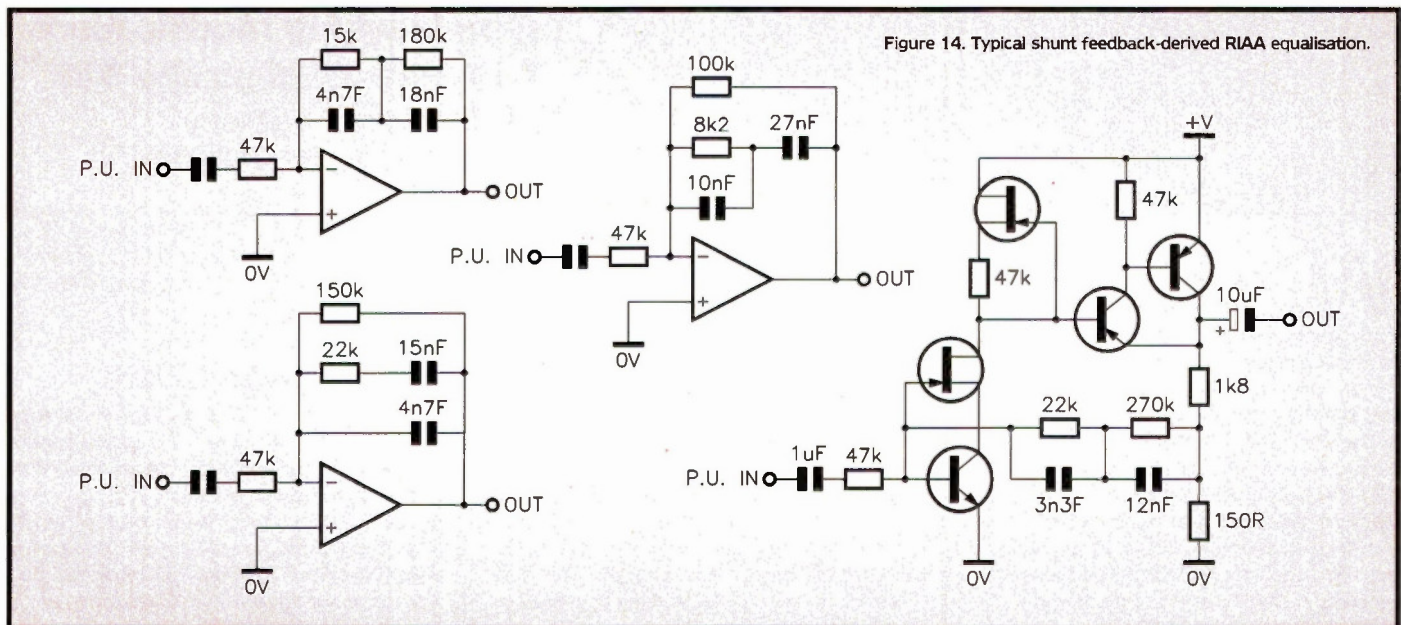 Figure 14. Typical shunt feedback-derived RIAA equalisation.
15k 180k
4n7F 18nF
47k
P.U. IN
−
+
OUT
0V
100k
8k2 27nF
10nF
47k
P.U. IN
−
+
OUT
0V
150k
22k 15nF
4n7F
47k
P.U. IN
−
+
OUT
0V
+V
47k
47k
10uF
+
OUT
1k8
22k 270k
1uF 47k
P.U. IN
3n3F 12nF
150R
0V
0V